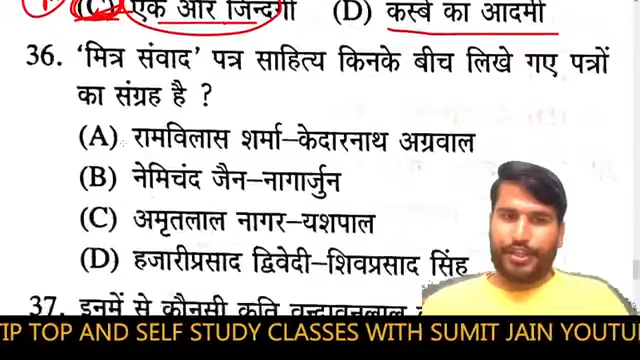 (C) एक और जिन्दगी (D) कस्बे का आदमी
36. ‘मित्र संवाद’ पत्र साहित्य किनके बीच लिखे गए पत्रों
का संग्रह है ?
(A) रामविलास शर्मा–केदारनाथ अग्रवाल
(B) नेमिचंद जैन–नागार्जुन
(C) अमृतलाल नागर–यशपाल
(D) हजारीप्रसाद द्विवेदी–शिवप्रसाद सिंह
37. इनमें से कौनसी कृति वृन्दावनलाल
TIP TOP AND SELF STUDY CLASSES WITH SUMIT JAIN YOUTU